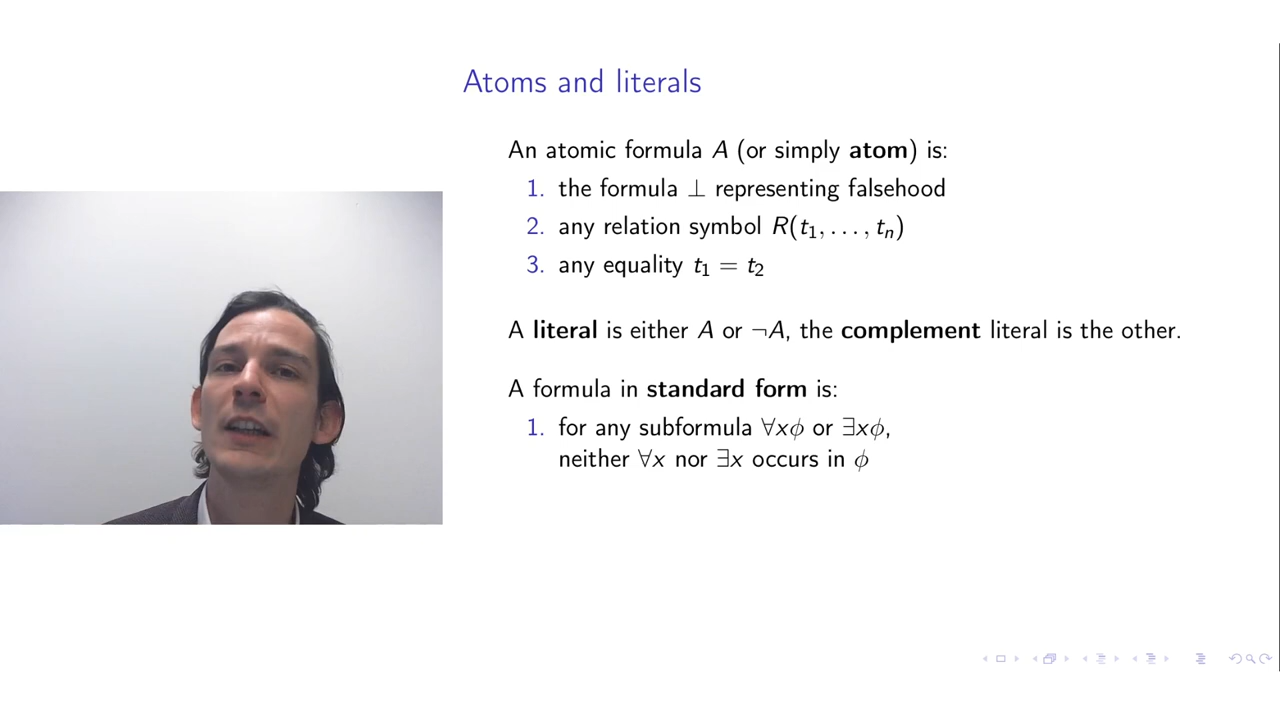 Atoms and literals
An atomic formula A (or simply atom) is:
1. the formula ⊥ representing falsehood
2. any relation symbol R(t₁, . . . , tₙ)
3. any equality t₁ = t₂
A literal is either A or ¬A, the complement literal is the other.
A formula in standard form is:
1. for any subformula ∀xϕ or ∃xϕ,
neither ∀x nor ∃x occurs in ϕ